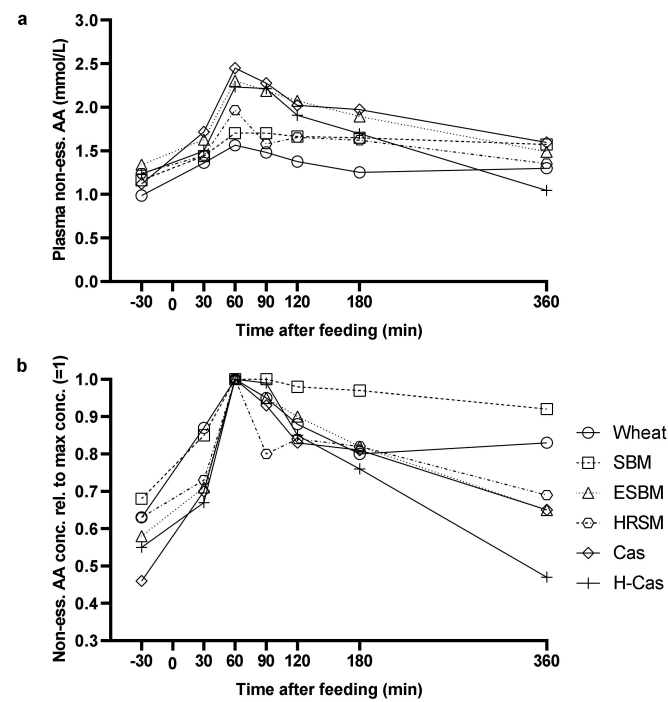 a
Plasma non-ess. AA (mmol/L)
3.0
2.5
2.0
1.5
1.0
0.5
0.0
-30 0 30 60 90 120 180 360
Time after feeding (min)
b
Non-ess. AA conc. rel. to max conc. (=1)
1.0
0.9
0.8
0.7
0.6
0.5
0.4
0.3
-30 0 30 60 90 120 180 360
Time after feeding (min)
Wheat
SBM
ESBM
HRSM
Cas
H-Cas